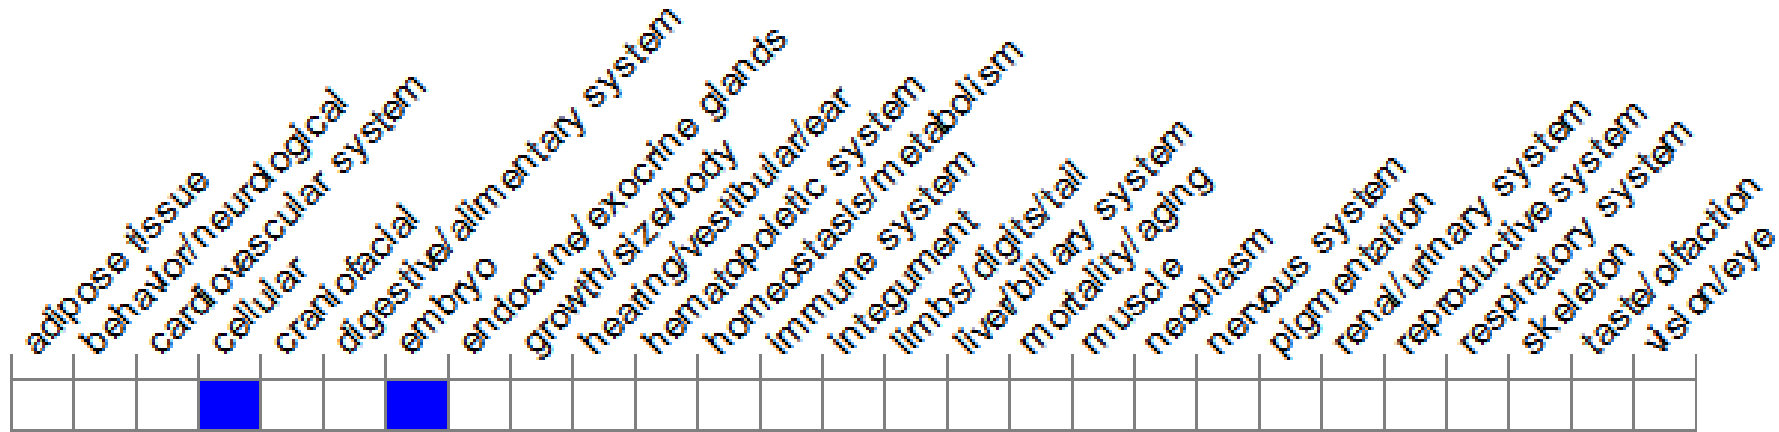 adipose tissue
behavior/neurological
cardiovascular system
cellular
craniofacial
digestive/alimentary system
embryo
endocrine/exocrine glands
growth/size/body
hearing/vestibular/ear
hematopoietic system
homeostasis/metabolism
immune system
integument
limbs/digits/tail
liver/biliary system
mortality/aging
muscle
neoplasm
nervous system
pigmentation
renal/urinary system
reproductive system
respiratory system
skeleton
taste/olfaction
vision/eye